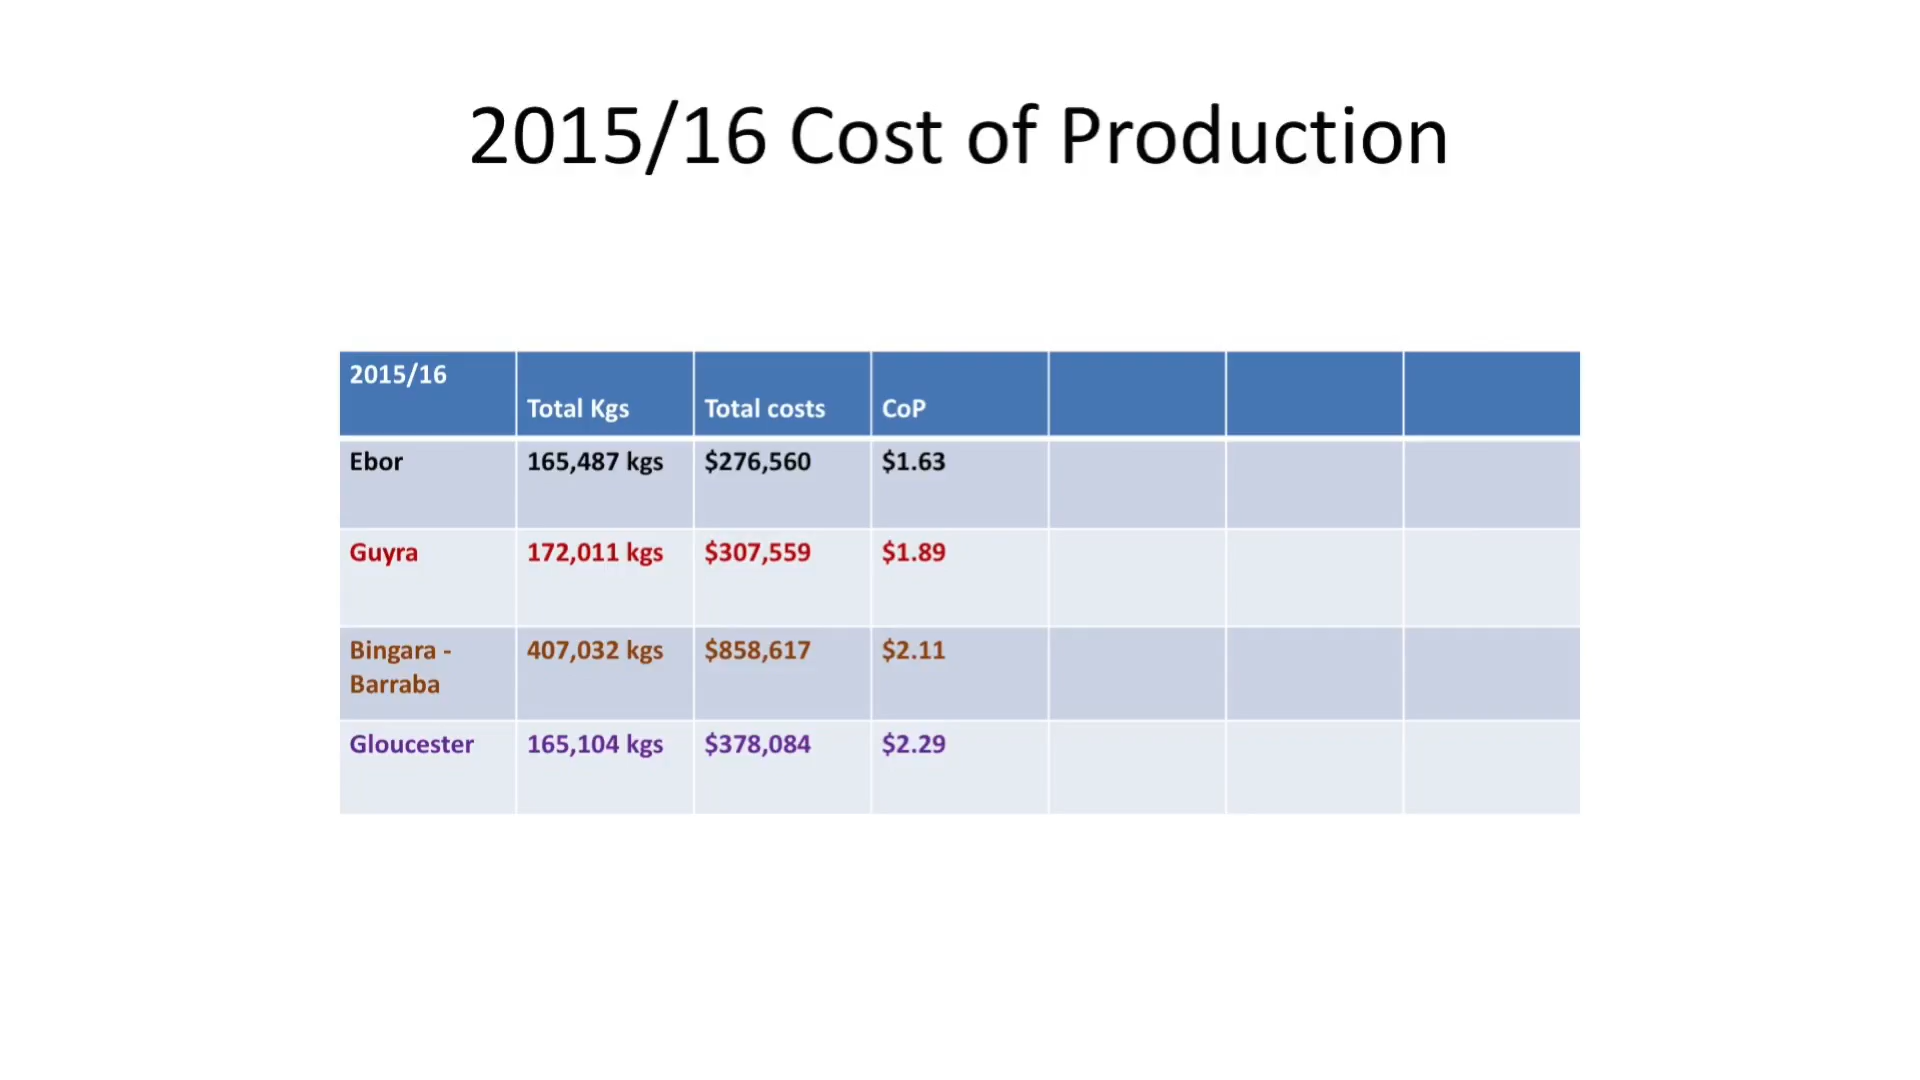 2015/16 Cost of Production
2015/16
Total Kgs Total costs CoP
Ebor 165,487 kgs $276,560 $1.63
Guyra 172,011 kgs $307,559 $1.89
Bingara - 407,032 kgs $858,617 $2.11
Barraba
Gloucester 165,104 kgs $378,084 $2.29